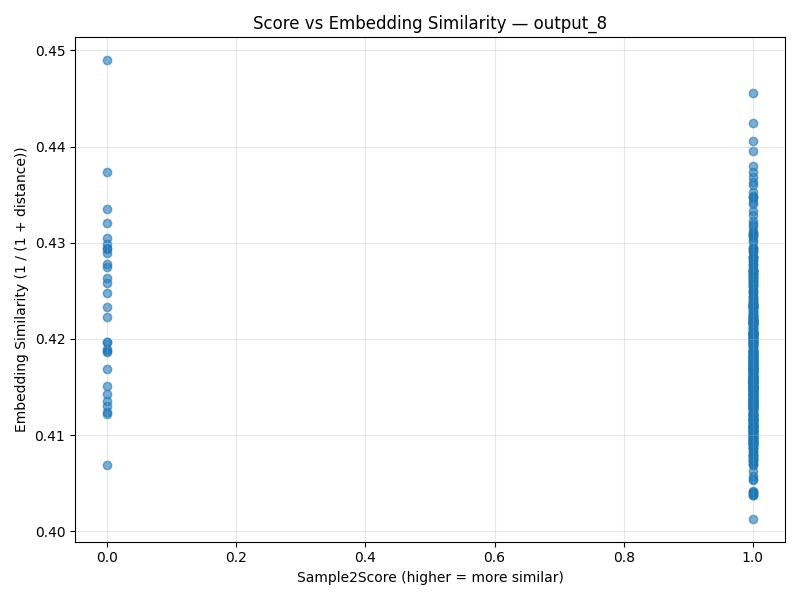 Score vs Embedding Similarity — output_8
Embedding Similarity (1 / (1 + distance))
0.45
0.44
0.43
0.42
0.41
0.40
0.0 0.2 0.4 0.6 0.8 1.0
Sample2Score (higher = more similar)